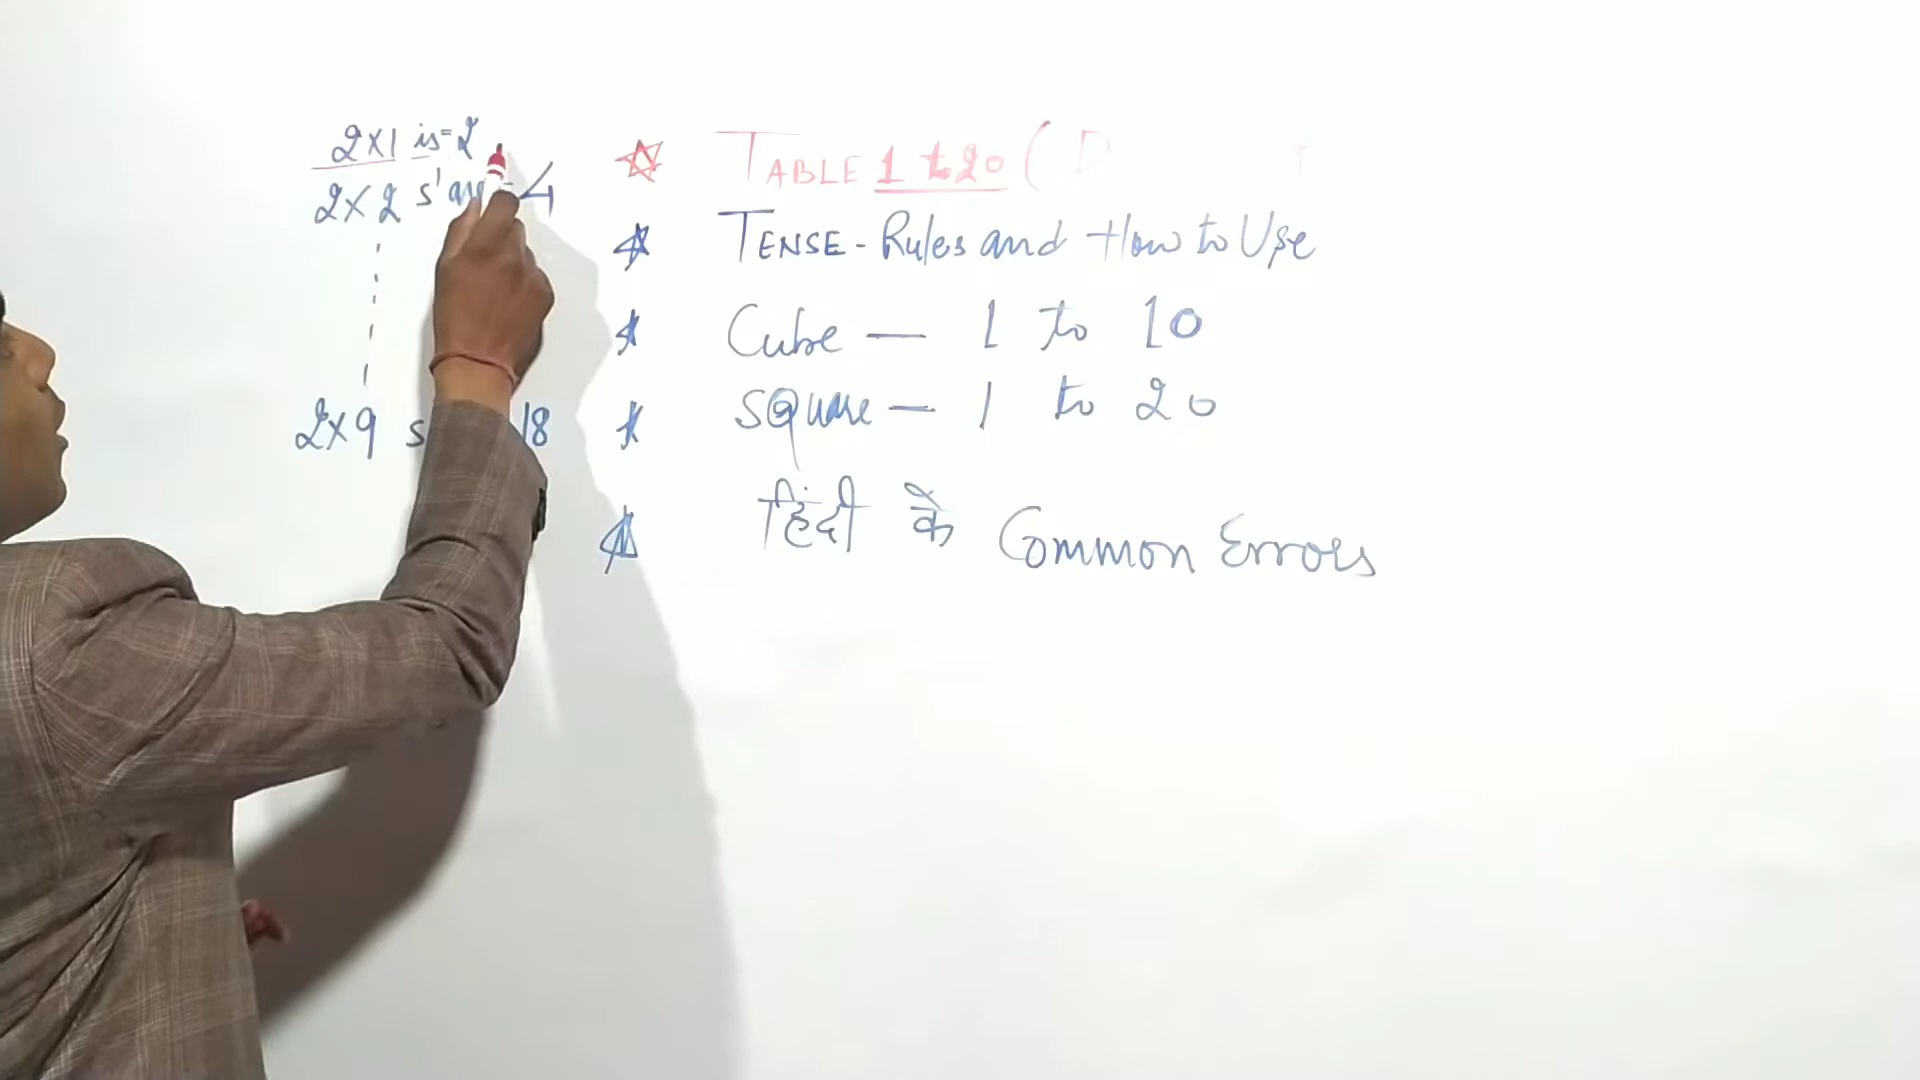 2×1 is=2
2×2 s' are = 4
2×9 s 18
TABLE 1 to 20 (D
TENSE - Rules and How to Use
Cube — 1 to 10
Square — 1 to 20
हिंदी के Common Errors